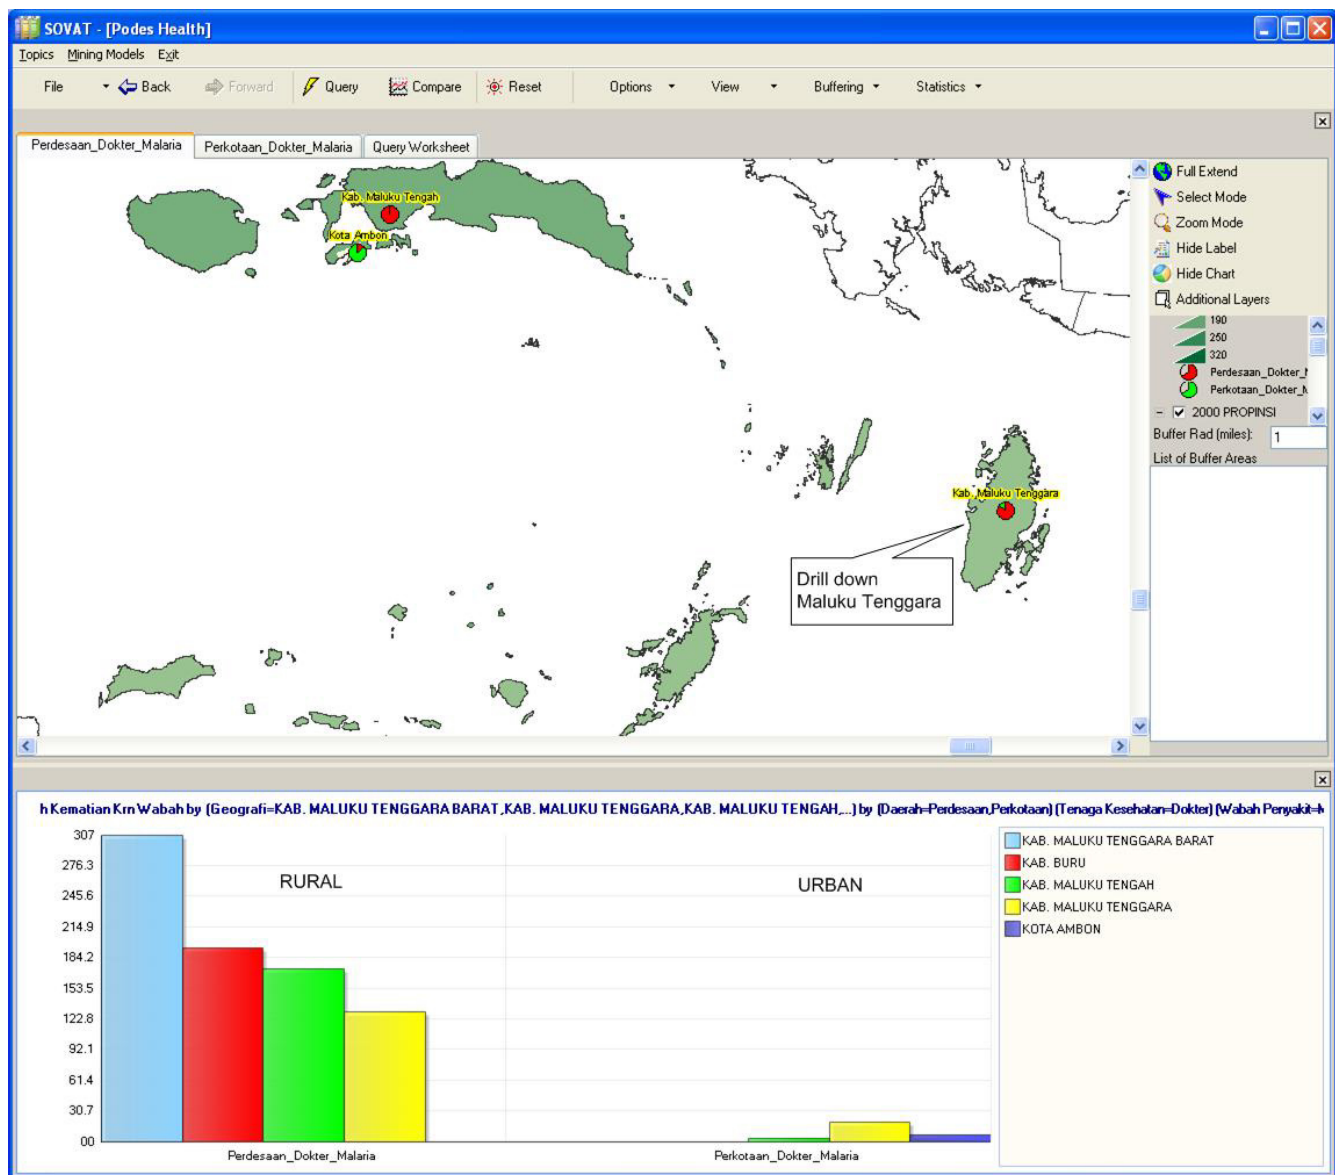 SOVAT - [Podes Health]
Topics Mining Models Exit
File Back Forward Query Compare Reset Options View Buffering Statistics
Perdesaan_Dokter_Malaria Perkotaan_Dokter_Malaria Query Worksheet
Kab. Maluku Tengah
Kota Ambon
Kab. Maluku Tenggara
Drill down
Maluku Tenggara
Full Extend
Select Mode
Zoom Mode
Hide Label
Hide Chart
Additional Layers
190
250
320
Perdesaan_Dokter_M
Perkotaan_Dokter_M
2000 PROPINSI
Buffer Rad (miles): 1
List of Buffer Areas
h Kematian Krn Wabah by (Geografi=KAB. MALUKU TENGGARA BARAT,KAB. MALUKU TENGGARA,KAB. MALUKU TENGAH,...) by (Daerah=Perdesaan,Perkotaan) (Tenaga Kesehatan=Dokter) (Wabah Penyakit=M
307
276.3
245.6
214.9
184.2
153.5
122.8
92.1
61.4
30.7
00
RURAL
URBAN
Perdesaan_Dokter_Malaria
Perkotaan_Dokter_Malaria
KAB. MALUKU TENGGARA BARAT
KAB. BURU
KAB. MALUKU TENGAH
KAB. MALUKU TENGGARA
KOTA AMBON